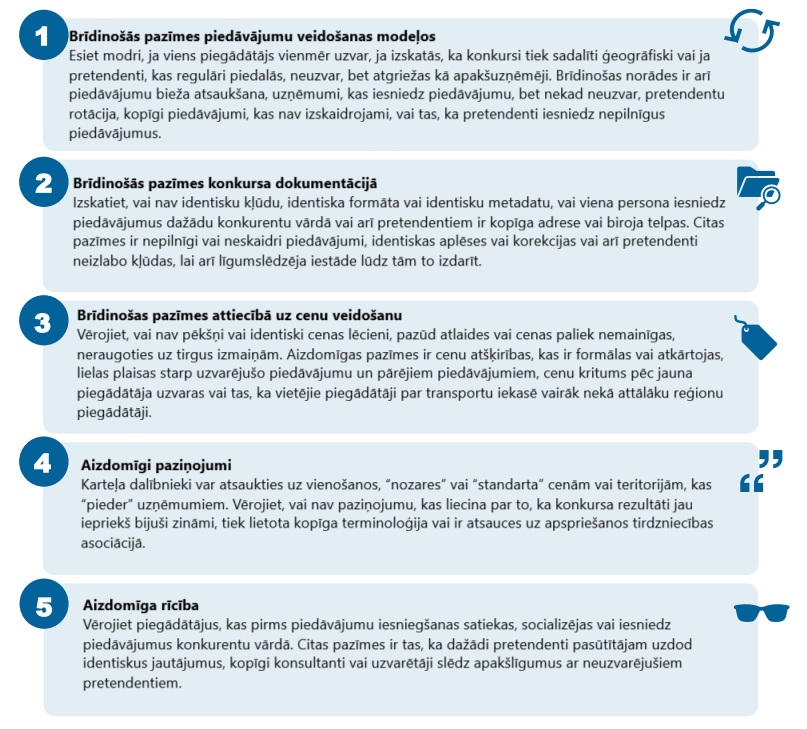 1
Brīdinošās pazīmes piedāvājumu veidošanas modeļos
Esiet modri, ja viens piegādātājs vienmēr uzvar, ja izskatās, ka konkursi tiek sadalīti ģeogrāfiski vai ja
pretendenti, kas regulāri piedalās, neuzvar, bet atgriežas kā apakšuzņēmēji. Brīdinošas norādes ir arī
piedāvājumu bieža atsaukšana, uzņēmumi, kas iesniedz piedāvājumu, bet nekad neuzvar, pretendentu
rotācija, kopīgi piedāvājumi, kas nav izskaidrojami, vai tas, ka pretendenti iesniedz nepilnīgus
piedāvājumus.
2
Brīdinošās pazīmes konkursa dokumentācijā
Izskatiet, vai nav identisku kļūdu, identiska formāta vai identisku metadatu, vai viena persona iesniedz
piedāvājumus dažādu konkurentu vārdā vai arī pretendentiem ir kopīga adrese vai biroja telpas. Citas
pazīmes ir nepilnīgi vai neskaidri piedāvājumi, identiskas aplēses vai korekcijas vai arī pretendenti
neizlabo kļūdas, lai arī līgumslēdzēja iestāde lūdz tām to izdarīt.
3
Brīdinošas pazīmes attiecībā uz cenu veidošanu
Vērojiet, vai nav pēkšņi vai identiski cenas lēcieni, pazūd atlaides vai cenas paliek nemainīgas,
neraugoties uz tirgus izmaiņām. Aizdomīgas pazīmes ir cenu atšķirības, kas ir formālas vai atkārtojas,
lielas plaisas starp uzvarējušo piedāvājumu un pārējiem piedāvājumiem, cenu kritums pēc jauna
piegādātāja uzvaras vai tas, ka vietējie piegādātāji par transportu iekasē vairāk nekā attālāku reģionu
piegādātāji.
4
Aizdomīgi paziņojumi
Karteļa dalībnieki var atsaukties uz vienošanos, “nozares” vai “standarta” cenām vai teritorijām, kas
“pieder” uzņēmumiem. Vērojiet, vai nav paziņojumu, kas liecina par to, ka konkursa rezultāti jau
iepriekš bijuši zināmi, tiek lietota kopīga terminoloģija vai ir atsauces uz apspriešanos tirdzniecības
asociācijā.
5
Aizdomīga rīcība
Vērojiet piegādātājus, kas pirms piedāvājumu iesniegšanas satiekas, socializējas vai iesniedz
piedāvājumus konkurentu vārdā. Citas pazīmes ir tas, ka dažādi pretendenti pasūtītājam uzdod
identiskus jautājumus, kopīgi konsultanti vai uzvarētāji slēdz apakšlīgumus ar neuzvarējušiem
pretendentiem.